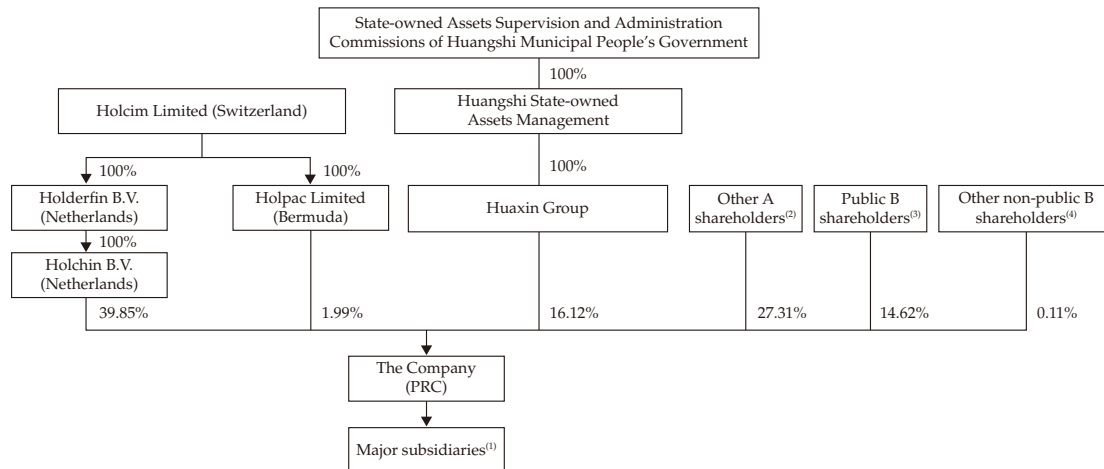 State-owned Assets Supervision and Administration
Commissions of Huangshi Municipal People’s Government
100%
Holcim Limited (Switzerland)
Huangshi State-owned
Assets Management
100%
100%
100%
Holderfin B.V.
(Netherlands)
Holpac Limited
(Bermuda)
Huaxin Group
Other A
shareholders(2)
Public B
shareholders(3)
Other non-public B
shareholders(4)
100%
Holchin B.V.
(Netherlands)
39.85%
1.99%
16.12%
27.31%
14.62%
0.11%
The Company
(PRC)
Major subsidiaries(1)